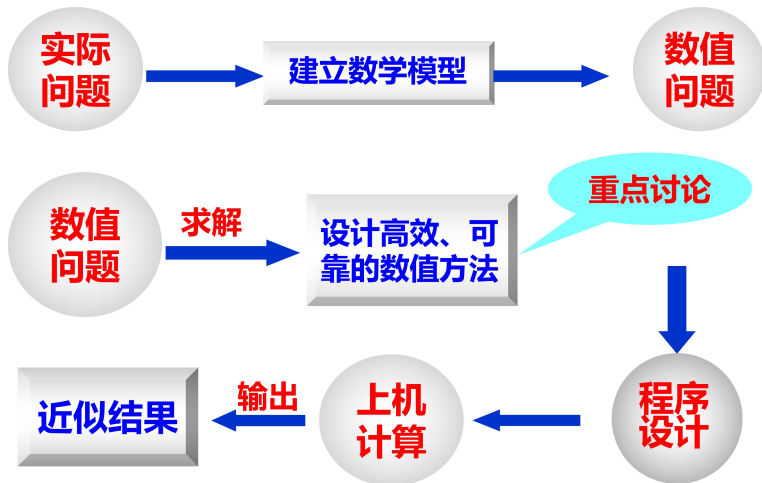 实际
问题
建立数学模型
数值
问题
数值
问题
求解
设计高效、可
靠的数值方法
重点讨论
近似结果
输出
上机
计算
程序
设计